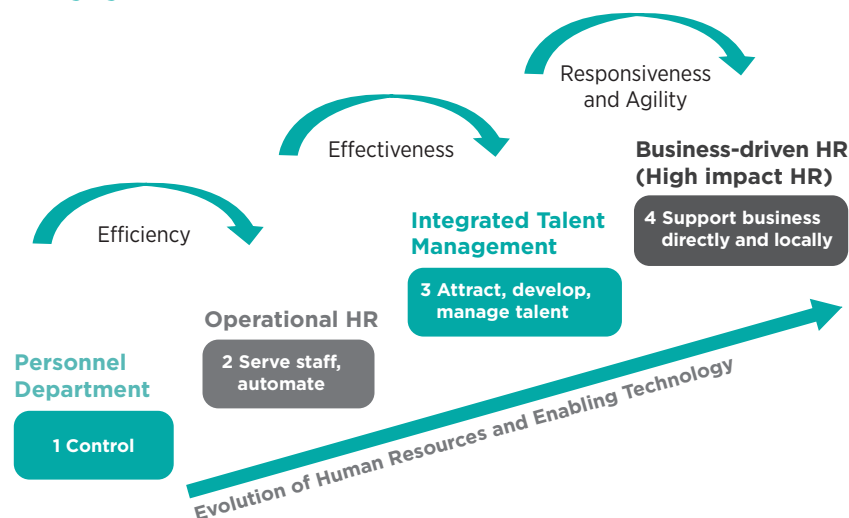 Responsiveness
and Agility
Effectiveness
Efficiency
Business-driven HR
(High impact HR)
4 Support business
directly and locally
Integrated Talent
Management
3 Attract, develop,
manage talent
Operational HR
2 Serve staff,
automate
Personnel
Department
1 Control
Evolution of Human Resources and Enabling Technology